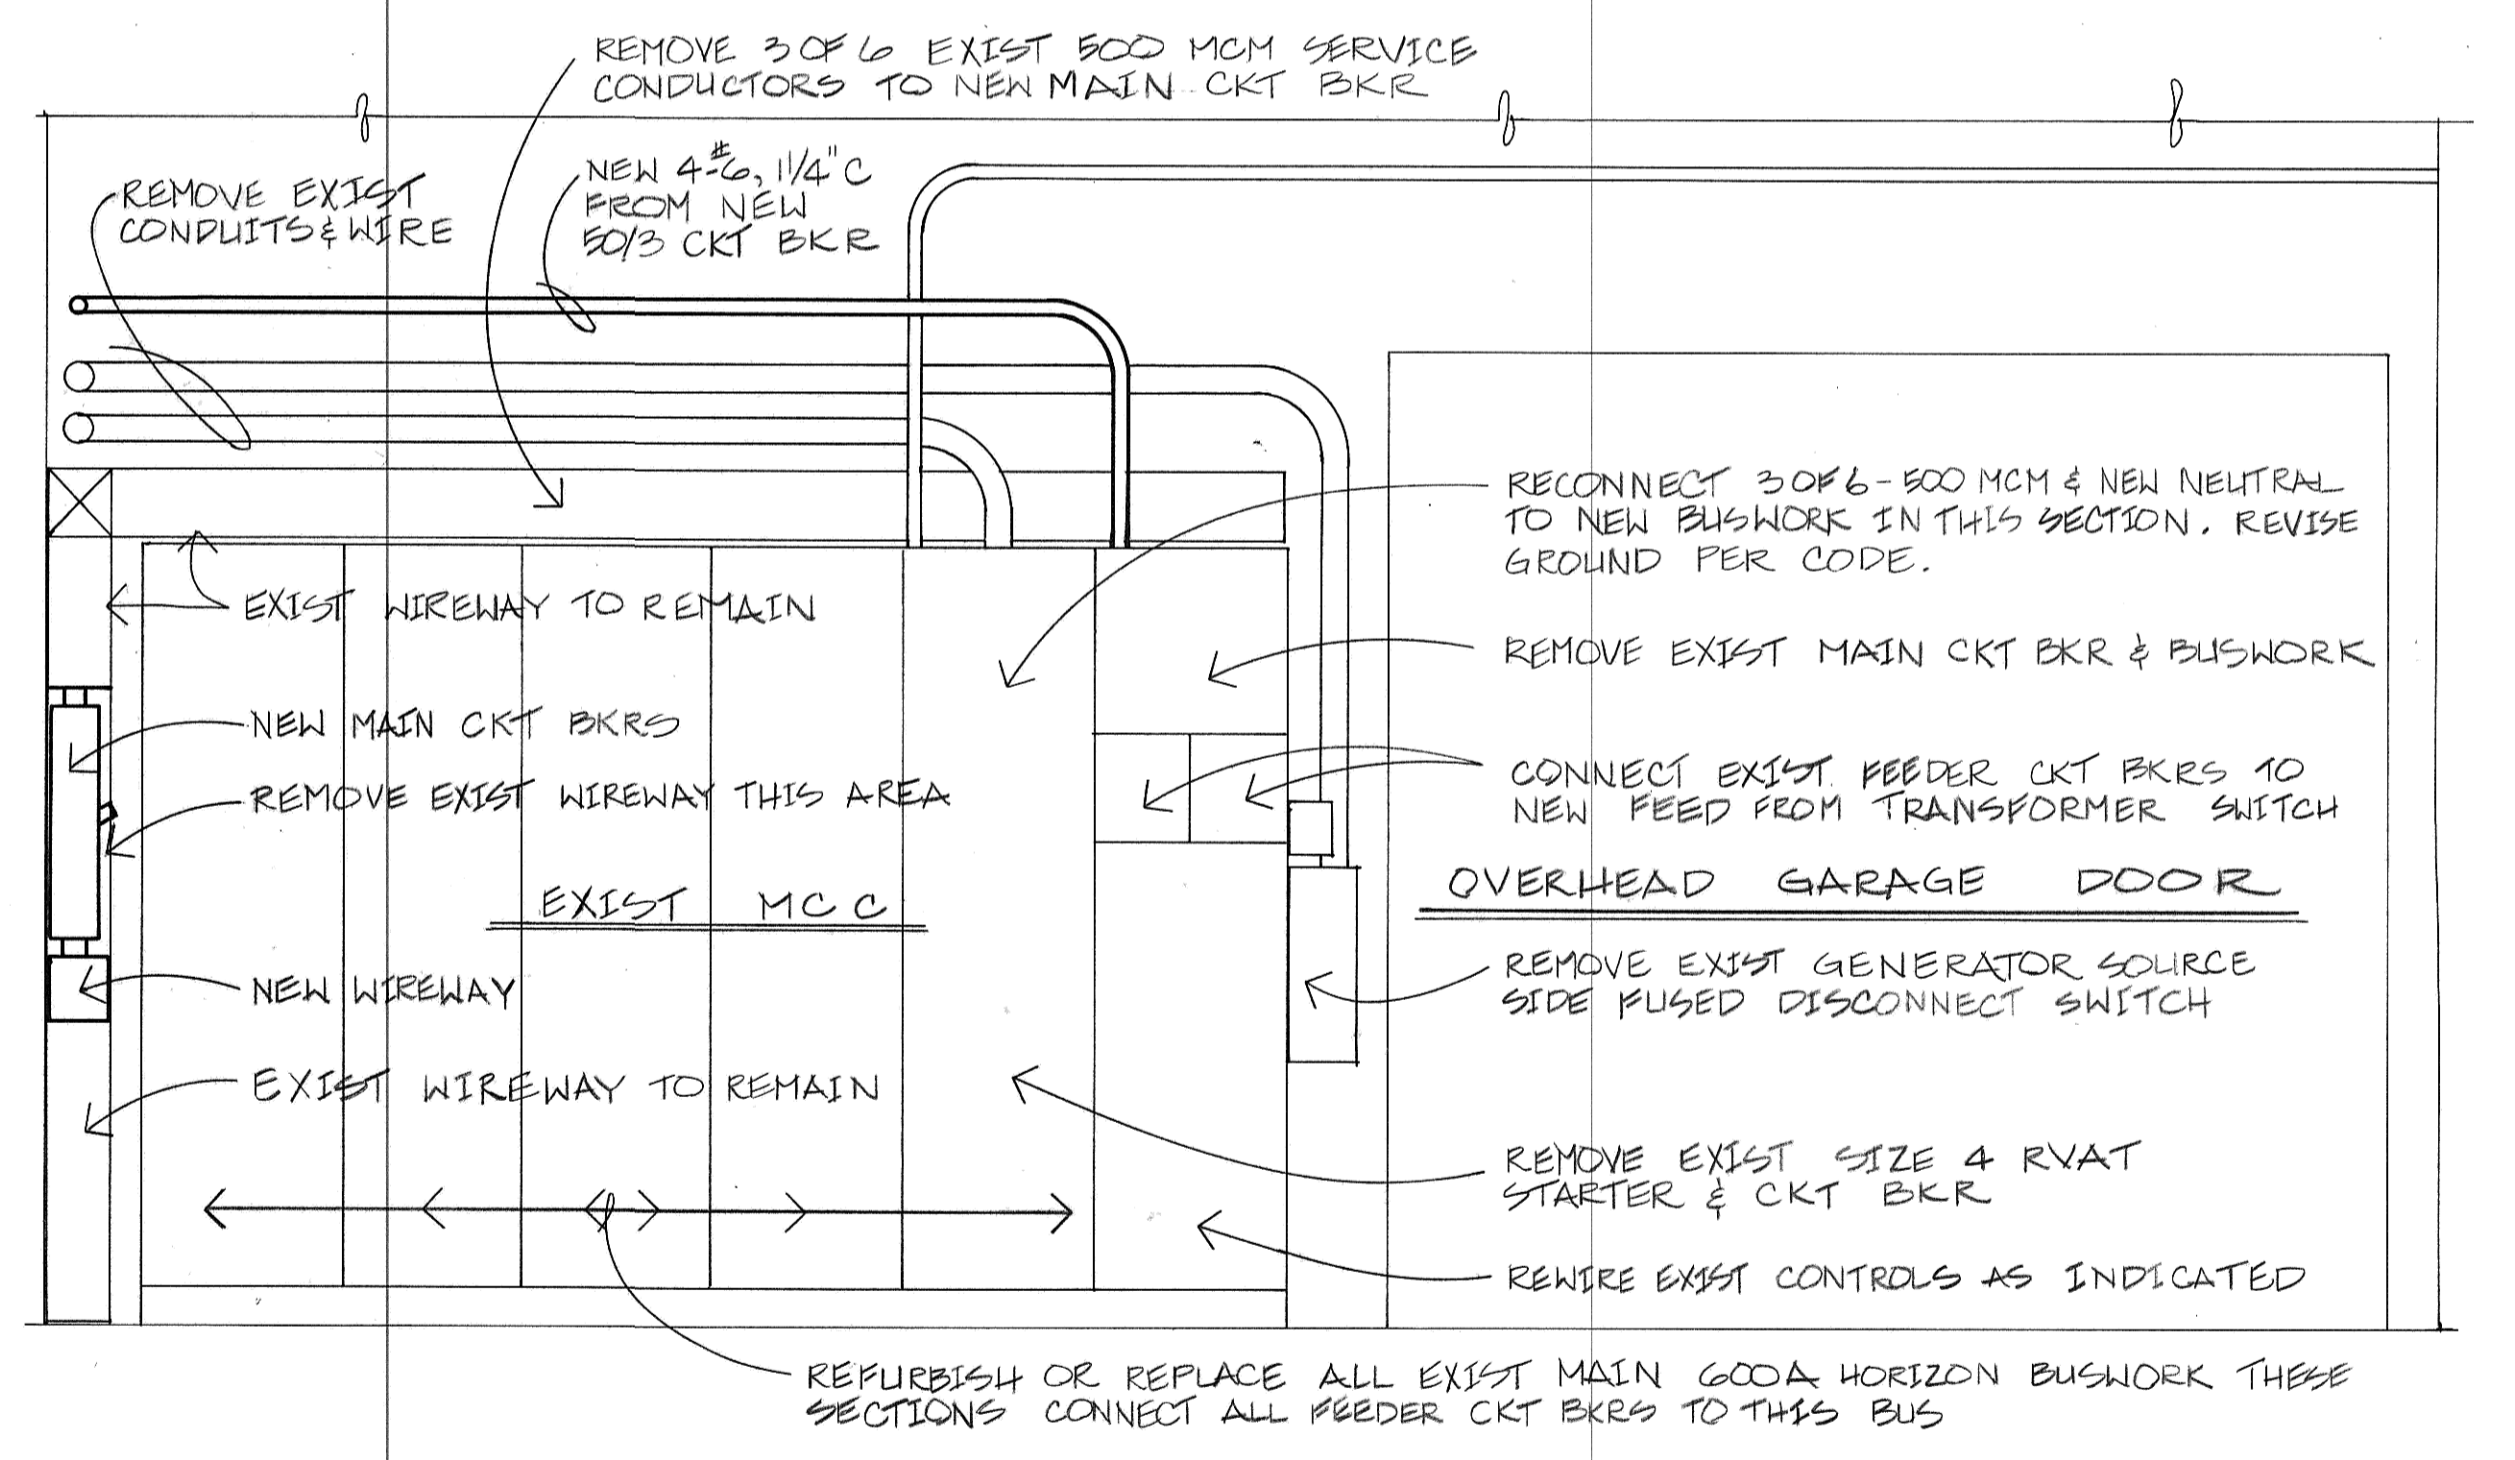 REMOVE 3 OF 6 EXIST 500 MCM SERVICE
CONDUCTORS TO NEW MAIN CKT BKR
NEW 4-#6, 1 1/4" C
FROM NEW
50/3 CKT BKR
REMOVE EXIST
CONDUITS & WIRE
RECONNECT 3 OF 6 - 500 MCM & NEW NEUTRAL
TO NEW BUSWORK IN THIS SECTION. REVISE
GROUND PER CODE.
EXIST WIREWAY TO REMAIN
REMOVE EXIST MAIN CKT BKR & BUSWORK
NEW MAIN CKT BKRS
REMOVE EXIST WIREWAY THIS AREA
CONNECT EXIST. FEEDER CKT BKRS TO
NEW FEED FROM TRANSFORMER SWITCH
EXIST MCC
OVERHEAD GARAGE DOOR
NEW WIREWAY
REMOVE EXIST GENERATOR SOURCE
SIDE FUSED DISCONNECT SWITCH
EXIST WIREWAY TO REMAIN
REMOVE EXIST SIZE 4 RVAT
STARTER & CKT BKR
REWIRE EXIST CONTROLS AS INDICATED
REFURBISH OR REPLACE ALL EXIST MAIN 600A HORIZON BUSWORK THESE
SECTIONS CONNECT ALL FEEDER CKT BKRS TO THIS BUS